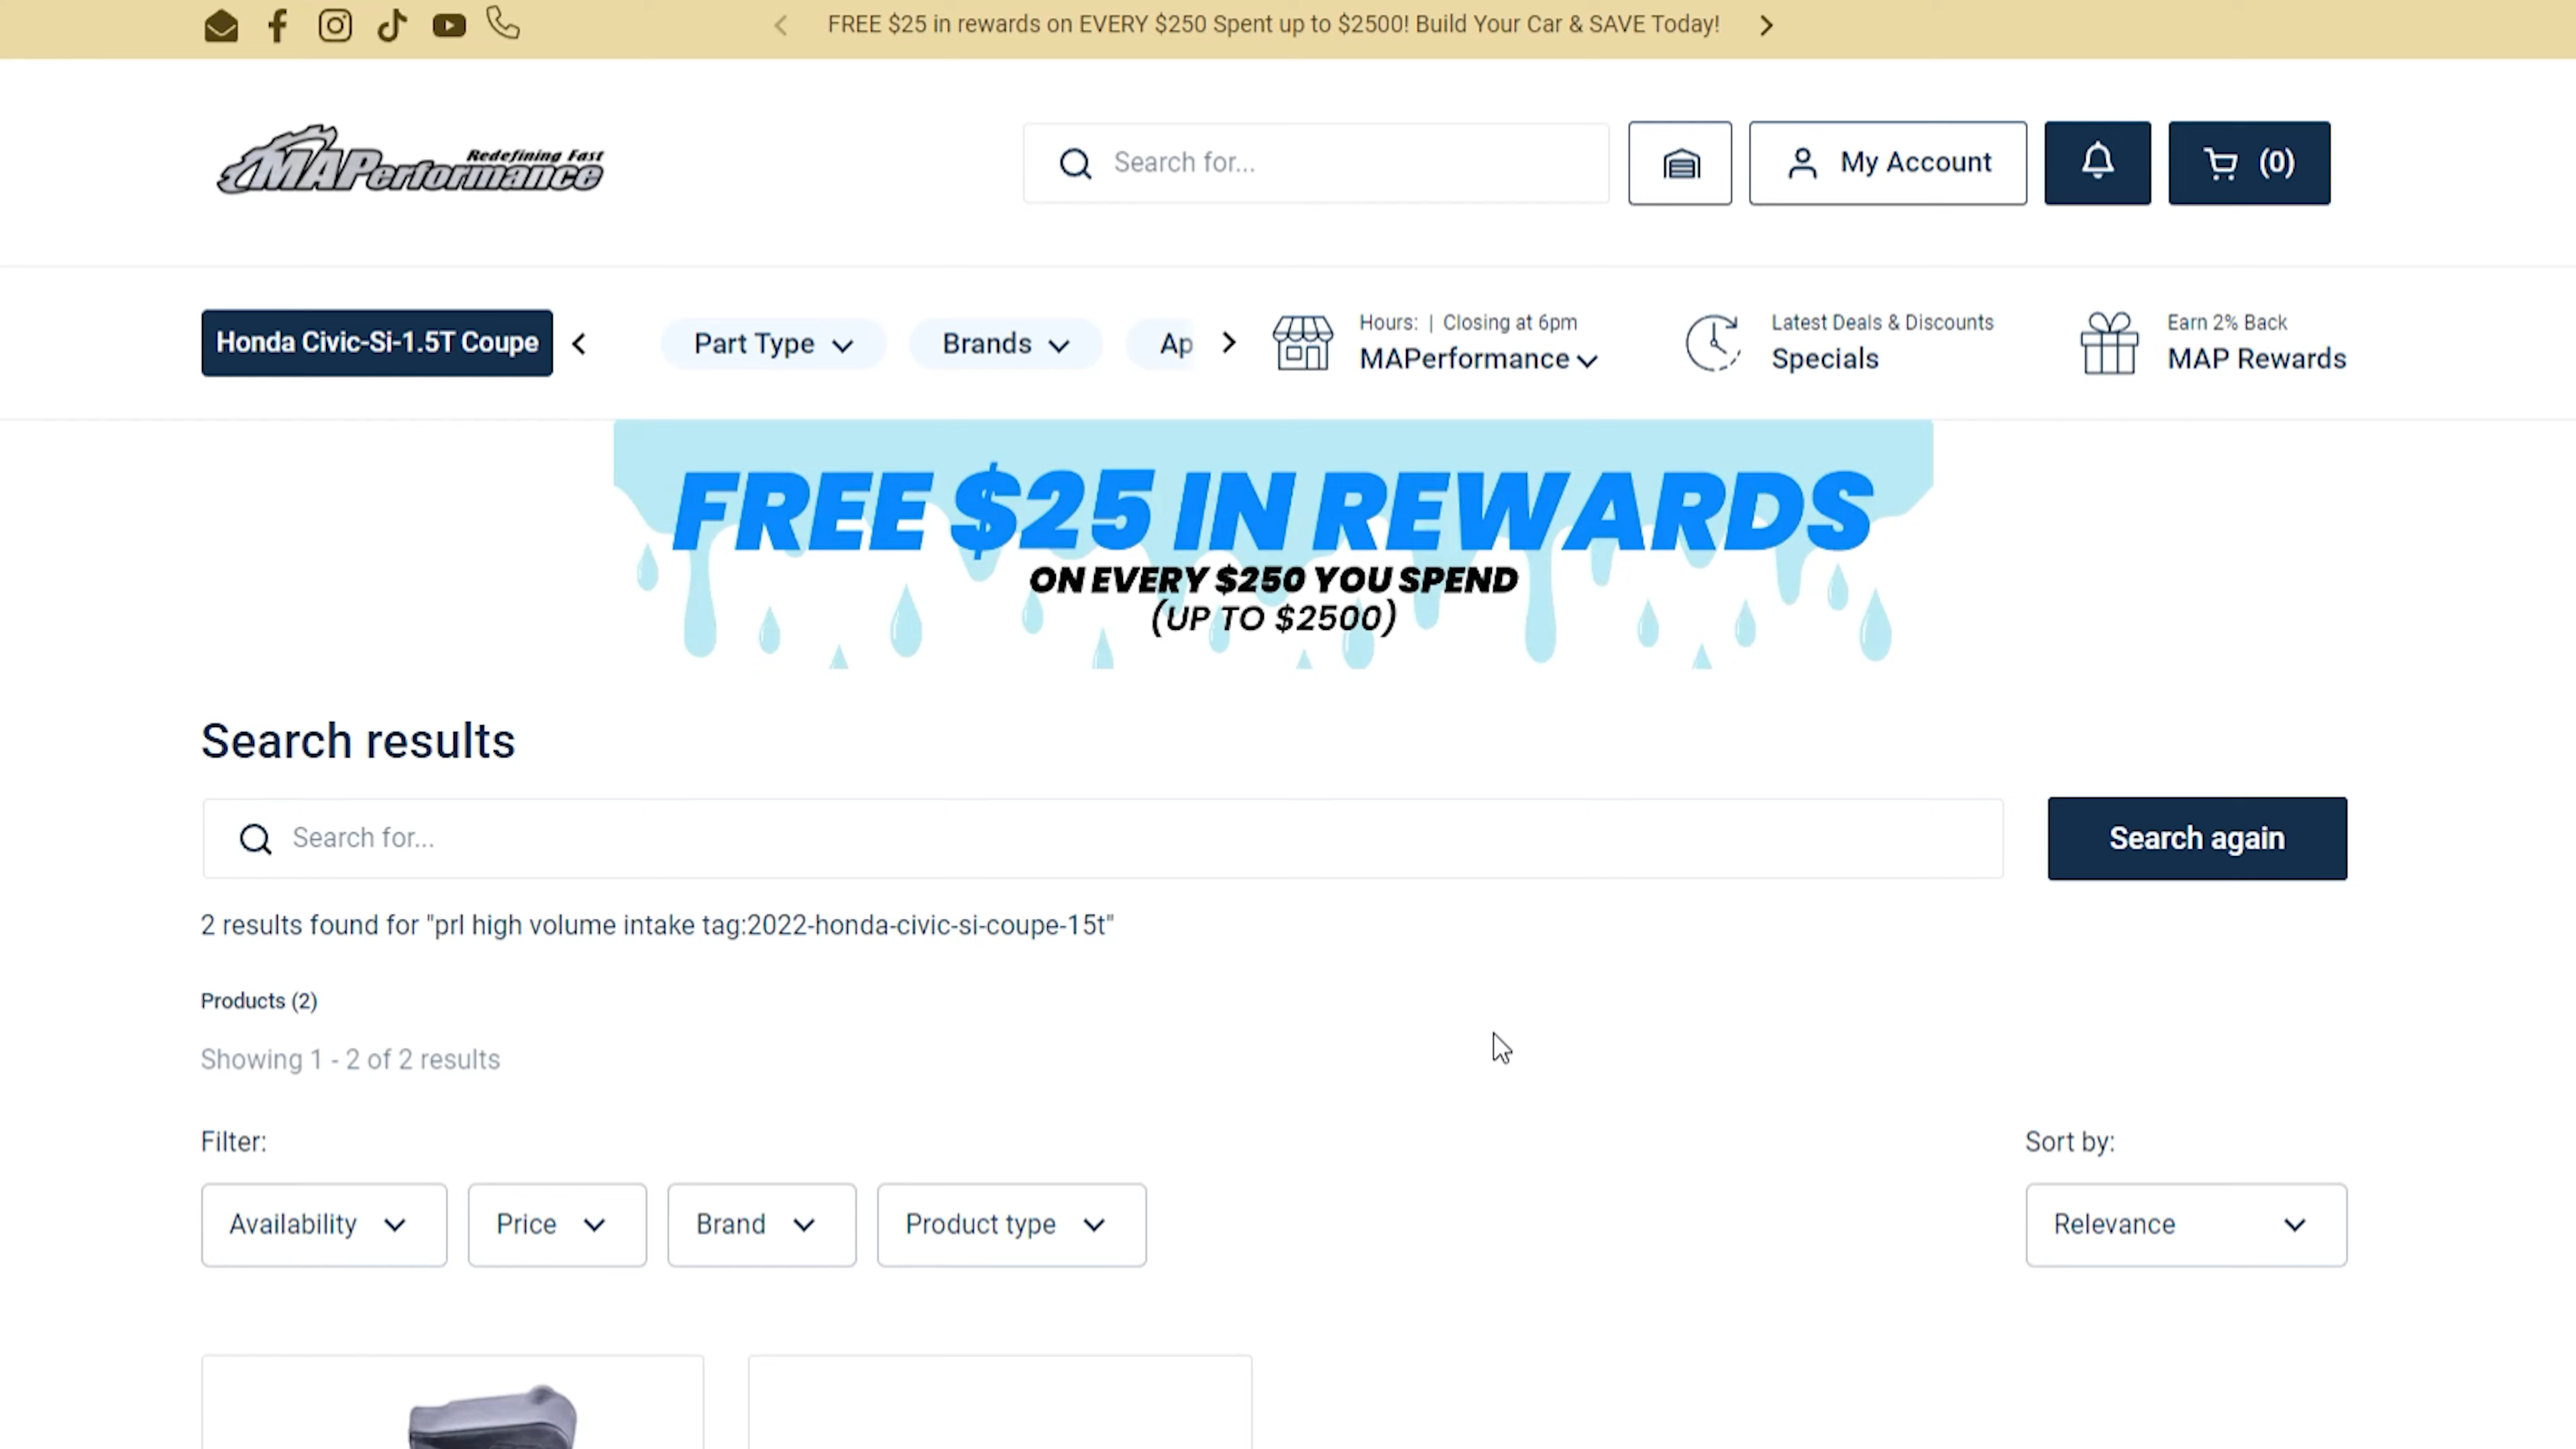 FREE $25 in rewards on EVERY $250 Spent up to $2500! Build Your Car & SAVE Today!
MAPerformance
Redefining Fast
Search for...
My Account
(0)
Honda Civic-Si-1.5T Coupe
Part Type
Brands
Ap
Hours: | Closing at 6pm
MAPerformance
Latest Deals & Discounts
Specials
Earn 2% Back
MAP Rewards
FREE $25 IN REWARDS
ON EVERY $250 YOU SPEND
(UP TO $2500)
Search results
Search for...
Search again
2 results found for "prl high volume intake tag:2022-honda-civic-si-coupe-15t"
Products (2)
Showing 1 - 2 of 2 results
Filter:
Sort by:
Availability
Price
Brand
Product type
Relevance